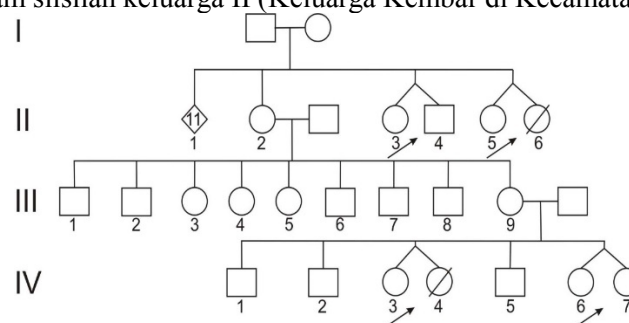 silsilah keluarga II (Keluarga Kembar di
I
11
II
1 2 3 4 5 6
III
1 2 3 4 5 6 7 8 9
IV
1 2 3 4 5 6 7